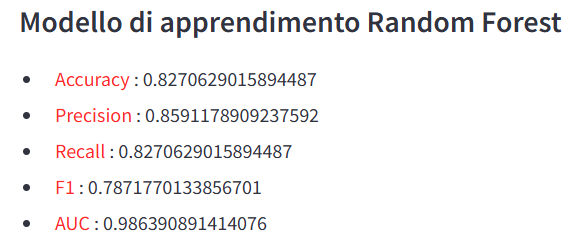 Modello di apprendimento Random Forest
• Accuracy : 0.8270629015894487
• Precision : 0.8591178909237592
• Recall : 0.8270629015894487
• F1 : 0.7871770133856701
• AUC : 0.986390891414076